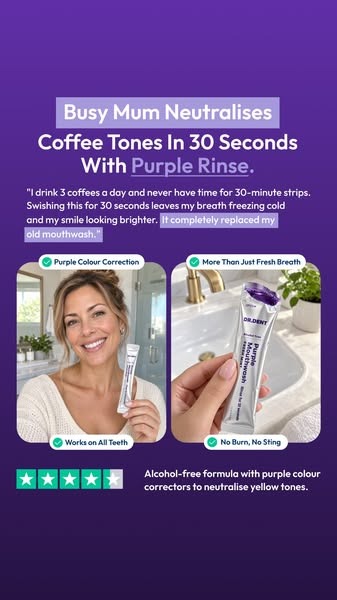 Busy Mum Neutralises
Coffee Tones In 30 Seconds
With Purple Rinse.
"I drink 3 coffees a day and never have time for 30-minute strips.
Swishing this for 30 seconds leaves my breath freezing cold
and my smile looking brighter. It completely replaced my
old mouthwash."
Purple Colour Correction
More Than Just Fresh Breath
DR.DENT
Purple
Mouthwash
Works on All Teeth
No Burn, No Sting
Alcohol-free formula with purple colour
correctors to neutralise yellow tones.